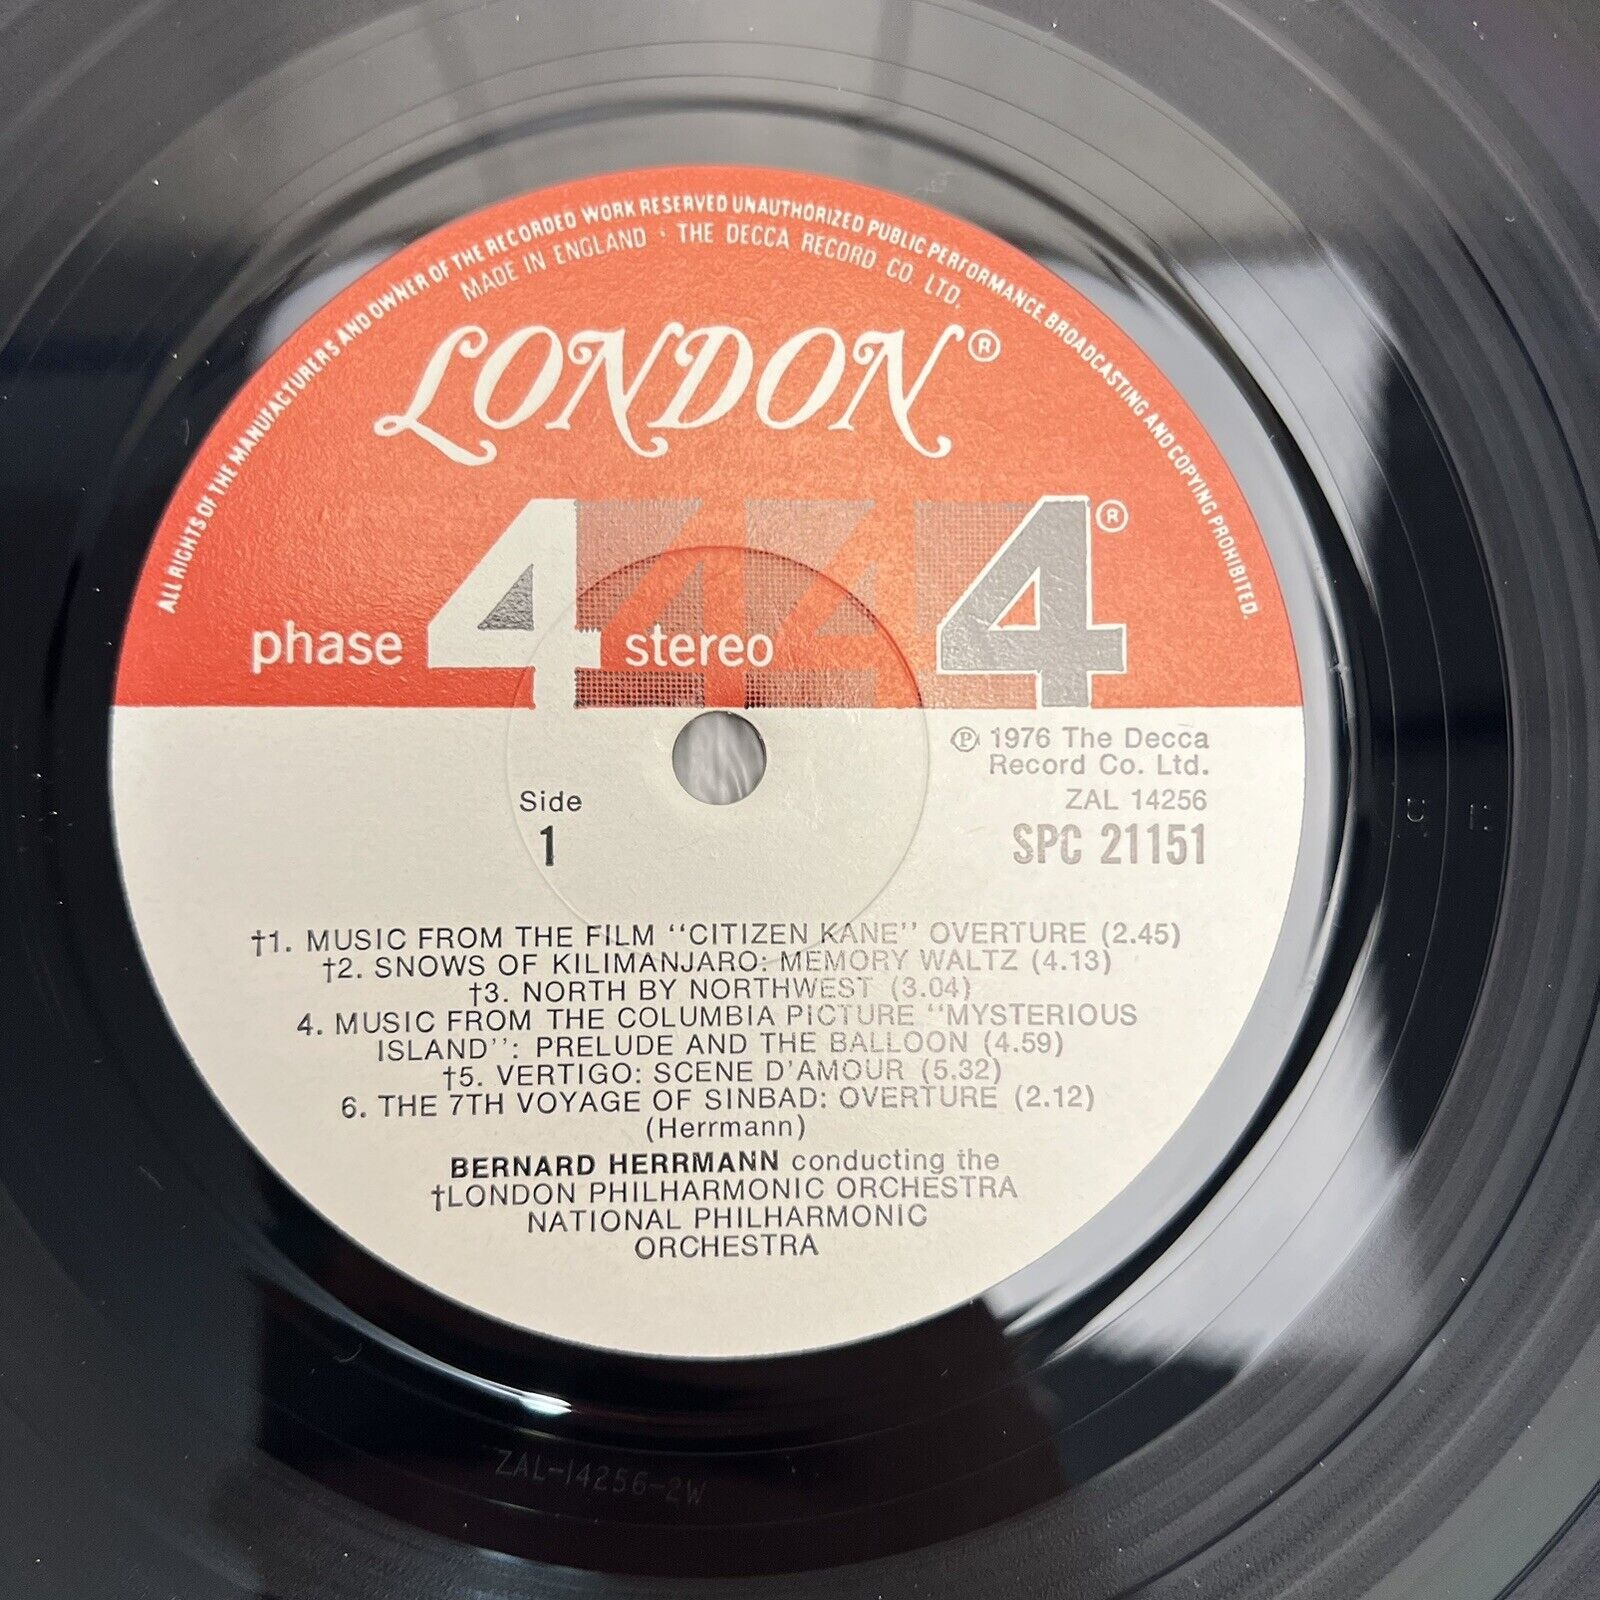 ALL RIGHTS OF THE MANUFACTURERS AND OWNER OF THE RECORDED WORK RESERVED UNAUTHORIZED PUBLIC PERFORMANCE, BROADCASTING AND COPYING PROHIBITED.
MADE IN ENGLAND · THE DECCA RECORD CO. LTD.
LONDON®
phase 4 stereo 4 4 4®
℗ 1976 The Decca
Record Co. Ltd.
Side
1
ZAL 14256
SPC 21151
†1. MUSIC FROM THE FILM "CITIZEN KANE" OVERTURE (2.45)
†2. SNOWS OF KILIMANJARO: MEMORY WALTZ (4.13)
†3. NORTH BY NORTHWEST (3.04)
4. MUSIC FROM THE COLUMBIA PICTURE "MYSTERIOUS
ISLAND": PRELUDE AND THE BALLOON (4.59)
†5. VERTIGO: SCENE D'AMOUR (5.32)
6. THE 7TH VOYAGE OF SINBAD: OVERTURE (2.12)
(Herrmann)
BERNARD HERRMANN conducting the
†LONDON PHILHARMONIC ORCHESTRA
NATIONAL PHILHARMONIC
ORCHESTRA
ZAL-14256-2W